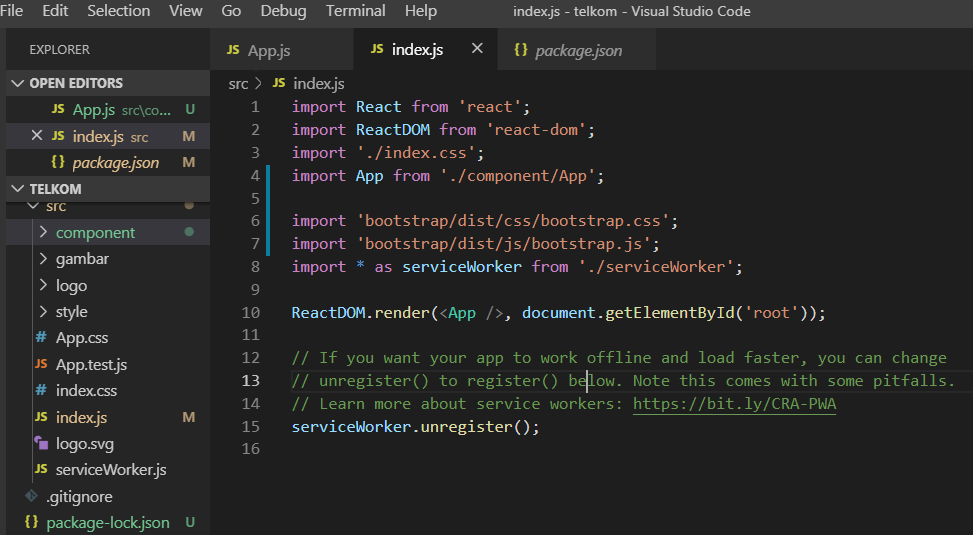 File Edit Selection View Go Debug Terminal Help index.js - telkom - Visual Studio Code
EXPLORER
OPEN EDITORS
JS App.js src\co... U
JS index.js src M
{} package.json M
TELKOM
src
component
gambar
logo
style
# App.css
JS App.test.js
# index.css
JS index.js M
logo.svg
JS serviceWorker.js
.gitignore
{} package-lock.json U
JS App.js JS index.js {} package.json
src > JS index.js
1 import React from 'react';
2 import ReactDOM from 'react-dom';
3 import './index.css';
4 import App from './component/App';
5
6 import 'bootstrap/dist/css/bootstrap.css';
7 import 'bootstrap/dist/js/bootstrap.js';
8 import * as serviceWorker from './serviceWorker';
9
10 ReactDOM.render(<App />, document.getElementById('root'));
11
12 // If you want your app to work offline and load faster, you can change
13 // unregister() to register() below. Note this comes with some pitfalls.
14 // Learn more about service workers: https://bit.ly/CRA-PWA
15 serviceWorker.unregister();
16